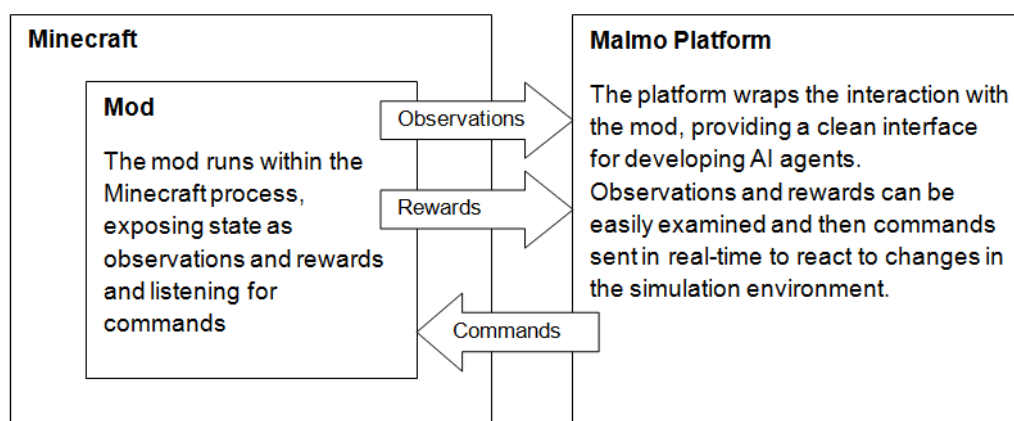 Minecraft
Mod
The mod runs within the
Minecraft process,
exposing state as
observations and rewards
and listening for
commands
Observations
Rewards
Commands
Malmo Platform
The platform wraps the interaction with
the mod, providing a clean interface
for developing AI agents.
Observations and rewards can be
easily examined and then commands
sent in real-time to react to changes in
the simulation environment.